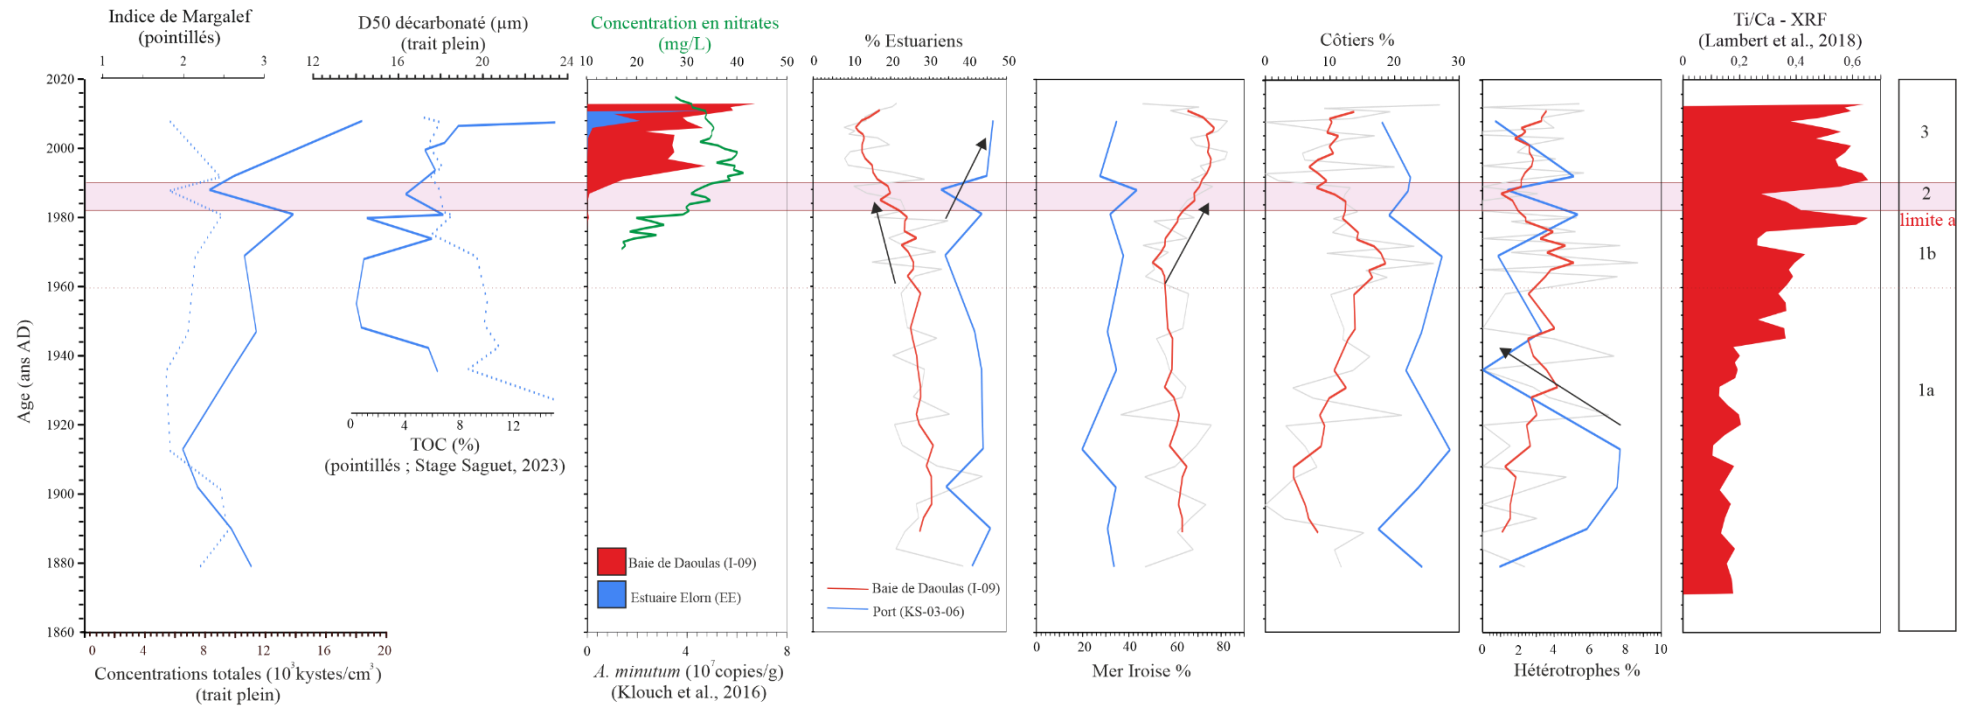 Indice de Margalef
(pointillés)
1 2 3
D50 décarbonaté (µm)
(trait plein)
12 16 20 24
Concentration en nitrates
(mg/L)
10 20 30 40 50
% Estuariens
0 10 20 30 40 50
Côtiers %
0 10 20 30
Ti/Ca - XRF
(Lambert et al., 2018)
0 0,2 0,4 0,6
2020
2000
1980
1960
1940
1920
1900
1880
1860
Age (ans AD)
3
2
limite a
1b
1a
0 4 8 12
TOC (%)
(pointillés ; Stage Saguet, 2023)
Baie de Daoulas (I-09)
Estuaire Elorn (EE)
Baie de Daoulas (I-09)
Port (KS-03-06)
0 4 8 12 16 20
Concentrations totales (10³kystes/cm³)
(trait plein)
0 4 8
A. minutum (10⁷copies/g)
(Klouch et al., 2016)
0 20 40 60 80
Mer Iroise %
0 2 4 6 8 10
Hétérotrophes %